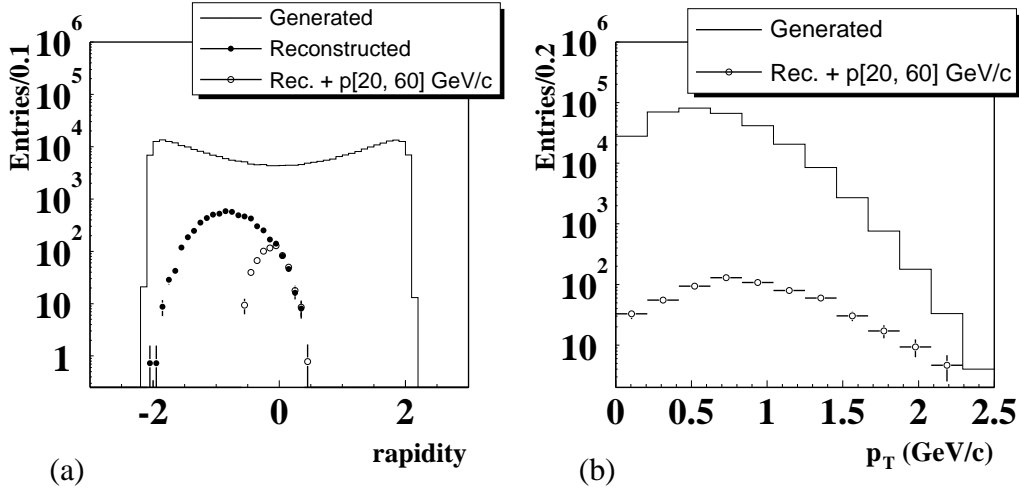 Generated
Reconstructed
Rec. + p[20, 60] GeV/c
Entries/0.1
10^6
10^5
10^4
10^3
10^2
10
1
-2
0
2
rapidity
(a)
Generated
Rec. + p[20, 60] GeV/c
Entries/0.2
10^6
10^5
10^4
10^3
10^2
10
0
0.5
1
1.5
2
2.5
p_T (GeV/c)
(b)